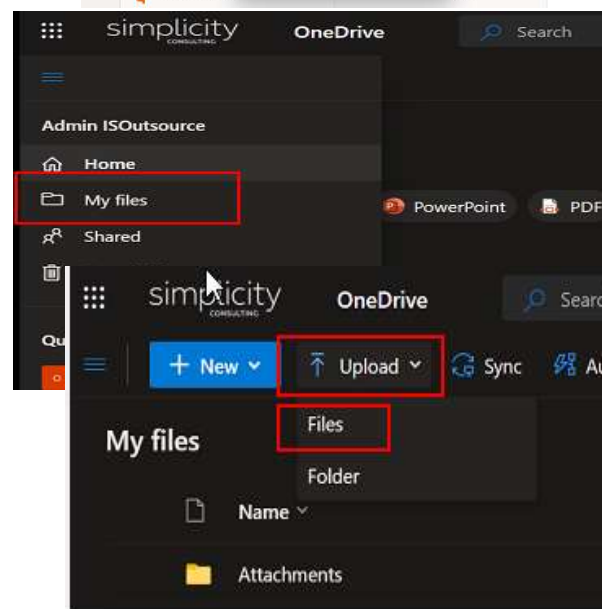 simplicity CONSULTING OneDrive Search
Admin ISOutsource
Home
My files
PowerPoint PDF
Shared
Qu
simplicity CONSULTING OneDrive Searc
+ New Upload Sync Au
Files
My files
Folder
Name
Attachments